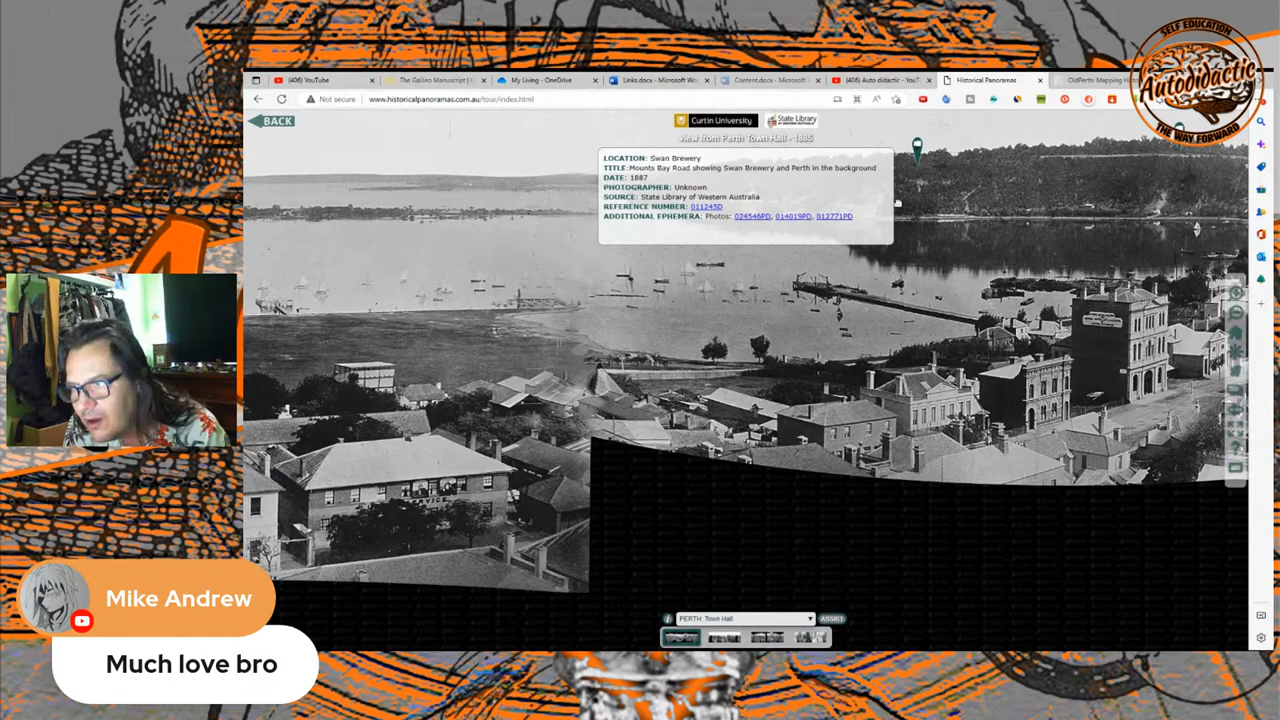 SELF EDUCATION
Autodidactic
THE WAY FORWARD
(406) YouTube
The Galileo Manuscript |
My Living - OneDrive
Links.docx - Microsoft Wo
Content.docx - Microsoft
(406) Auto didactic - YouT
Historical Panoramas
OldPerth: Mapping H
Not secure
www.historicalpanoramas.com.au/tour/index.html
BACK
Curtin University
State Library
View from Perth Town Hall - 1885
LOCATION: Swan Brewery
TITLE:Mounts Bay Road showing Swan Brewery and Perth in the background
DATE: 1887
PHOTOGRAPHER: Unknown
SOURCE: State Library of Western Australia
REFERENCE NUMBER: 011245D
ADDITIONAL EPHEMERA: Photos: 024546PD, 014019PD, 012771PD
PERTH: Town Hall
ASSIST
Mike Andrew
Much love bro